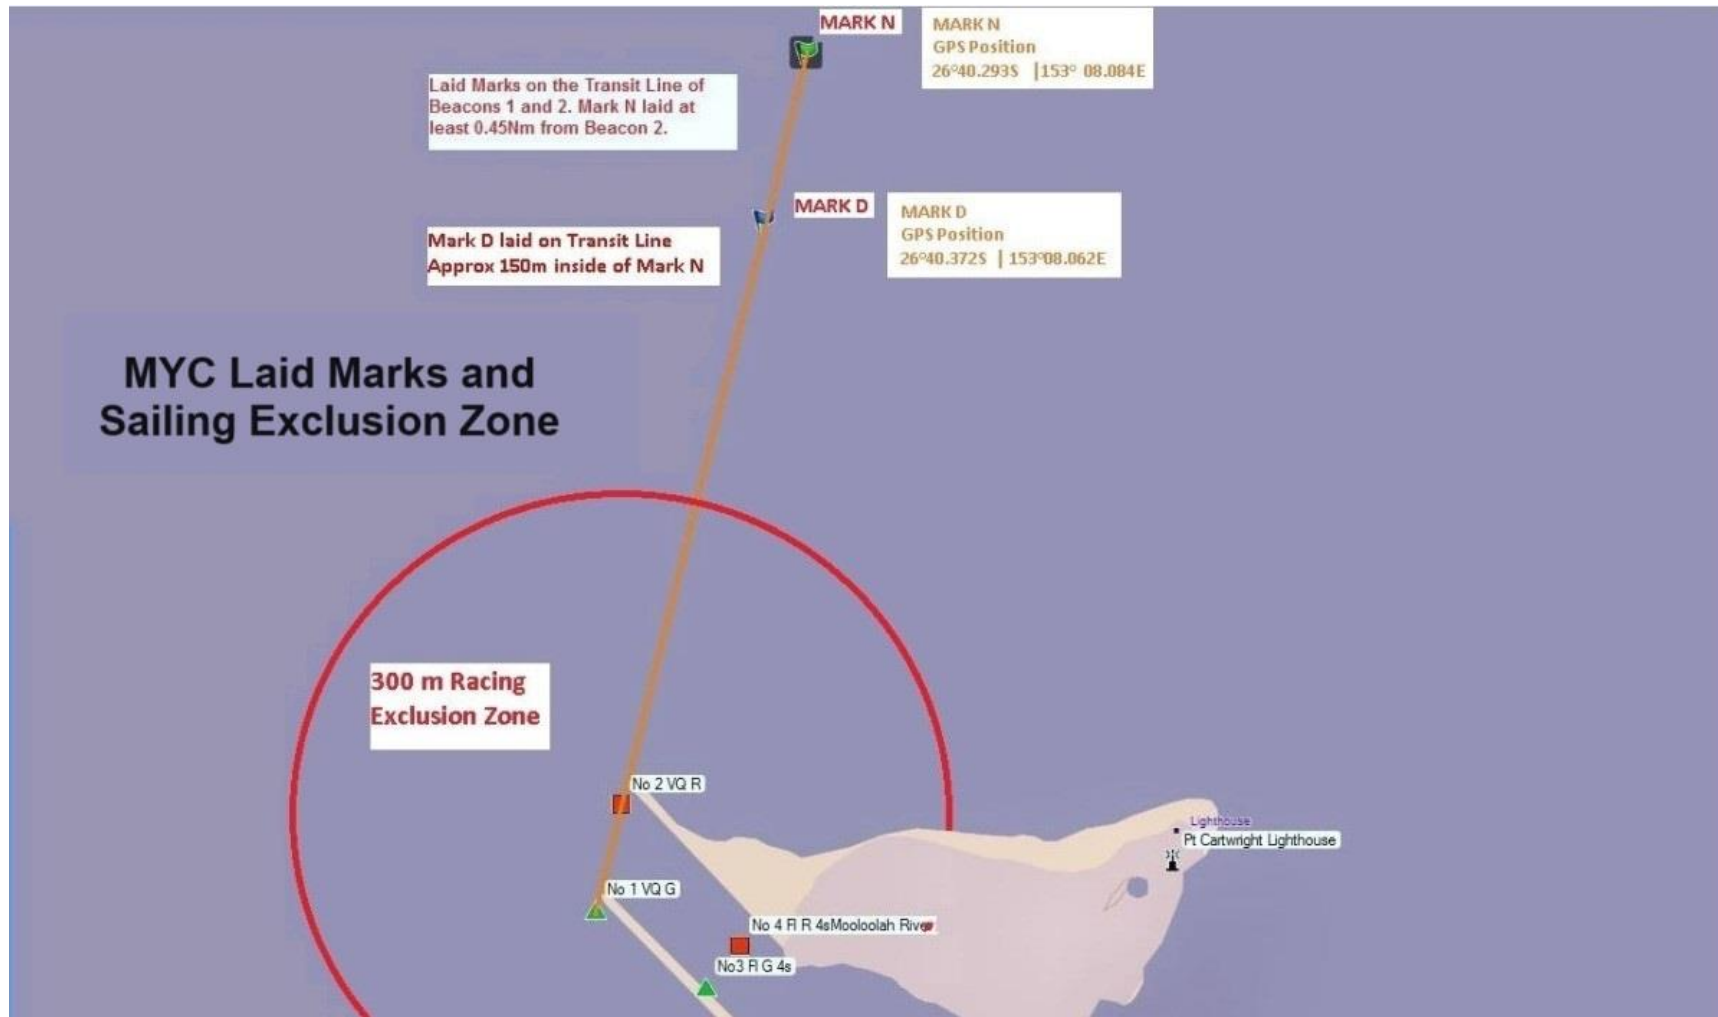 MARK N
MARK N
GPS Position
26°40.293S |153° 08.084E
Laid Marks on the Transit Line of
Beacons 1 and 2. Mark N laid at
least 0.45Nm from Beacon 2.
MARK D
MARK D
GPS Position
26°40.372S | 153°08.062E
Mark D laid on Transit Line
Approx 150m inside of Mark N
MYC Laid Marks and
Sailing Exclusion Zone
300 m Racing
Exclusion Zone
No 2 VQ R
Lighthouse
Pt Cartwright Lighthouse
No 1 VQ G
No 4 Fl R 4sMooloolah River
No3 Fl G 4s